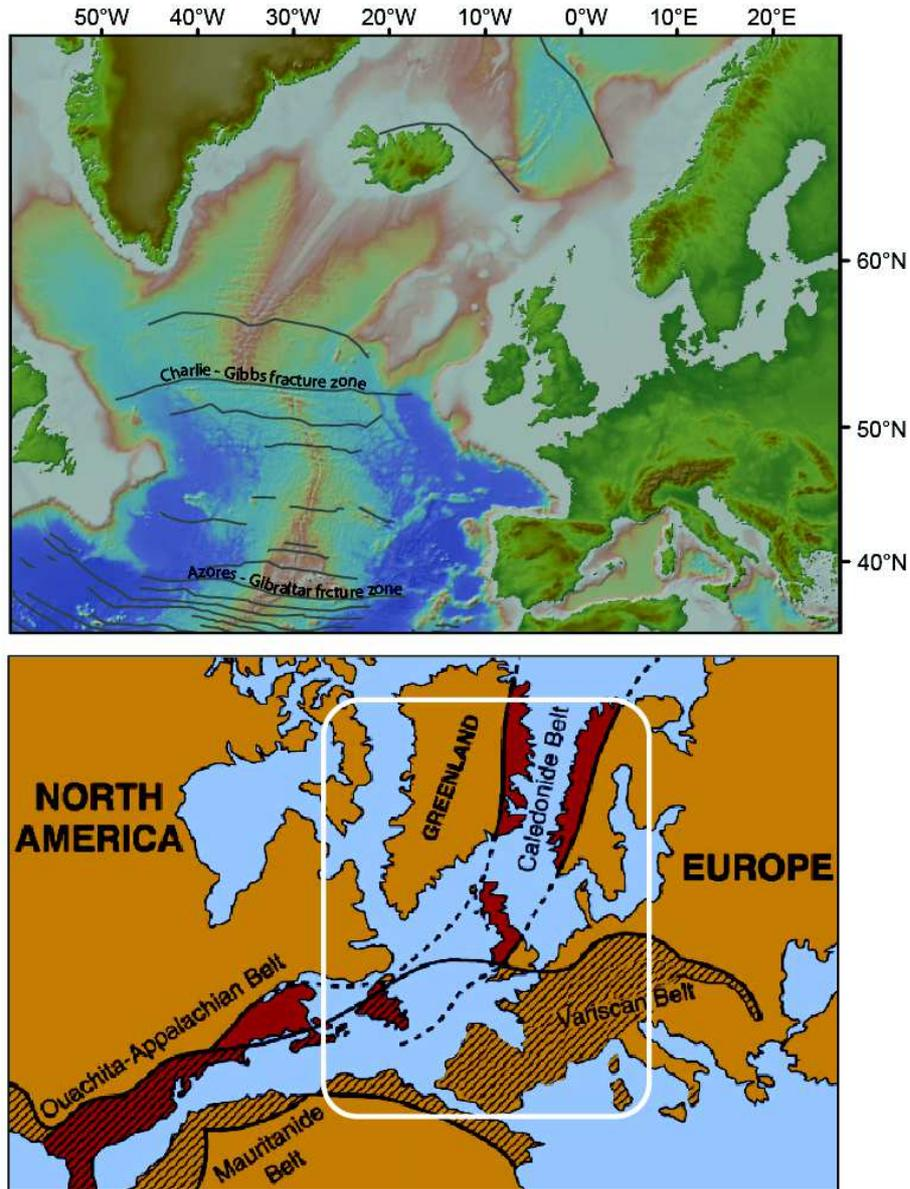 50°W 40°W 30°W 20°W 10°W 0°W 10°E 20°E
60°N
Charlie - Gibbs fracture zone
50°N
40°N
Azores - Gibraltar frcture zone
NORTH
AMERICA
GREENLAND
Caledonide Belt
EUROPE
Ouachita-Appalachian Belt
Variscan Belt
Mauritanide
Belt